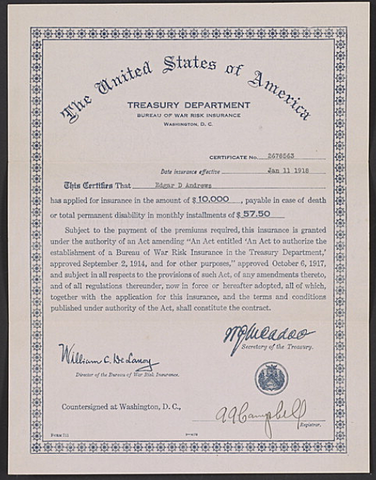 The United States of America
TREASURY DEPARTMENT
BUREAU OF WAR RISK INSURANCE
WASHINGTON, D. C.
CERTIFICATE No. 3678563
Date insurance effective Jan 11 1918
This Certifies That Edgar D Andrews
has applied for insurance in the amount of $10,000, payable in case of death
or total permanent disability in monthly installments of $57.50
Subject to the payment of the premiums required, this insurance is granted
under the authority of an Act amending "An Act entitled 'An Act to authorize the
establishment of a Bureau of War Risk Insurance in the Treasury Department,'
approved September 2, 1914, and for other purposes," approved October 6, 1917,
and subject in all respects to the provisions of such Act, of any amendments thereto,
and of all regulations thereunder, now in force or hereafter adopted, all of which,
together with the application for this insurance, and the terms and conditions
published under authority of the Act, shall constitute the contract.
W G McAdoo
Secretary of the Treasury.
William C. De Lanoy
Director of the Bureau of War Risk Insurance.
Countersigned at Washington, D. C.,
Campbell
Registrar.